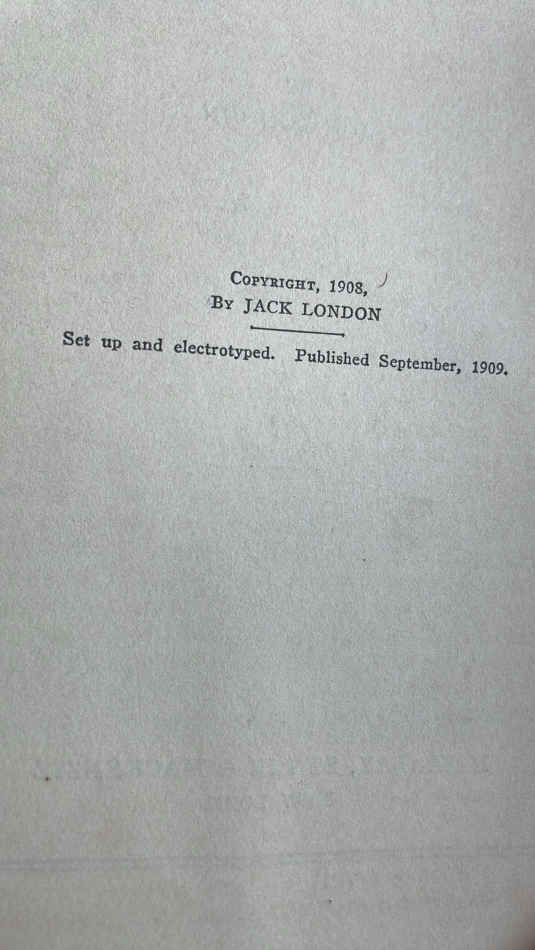 COPYRIGHT, 1908,
BY JACK LONDON
Set up and electrotyped. Published September, 1909.